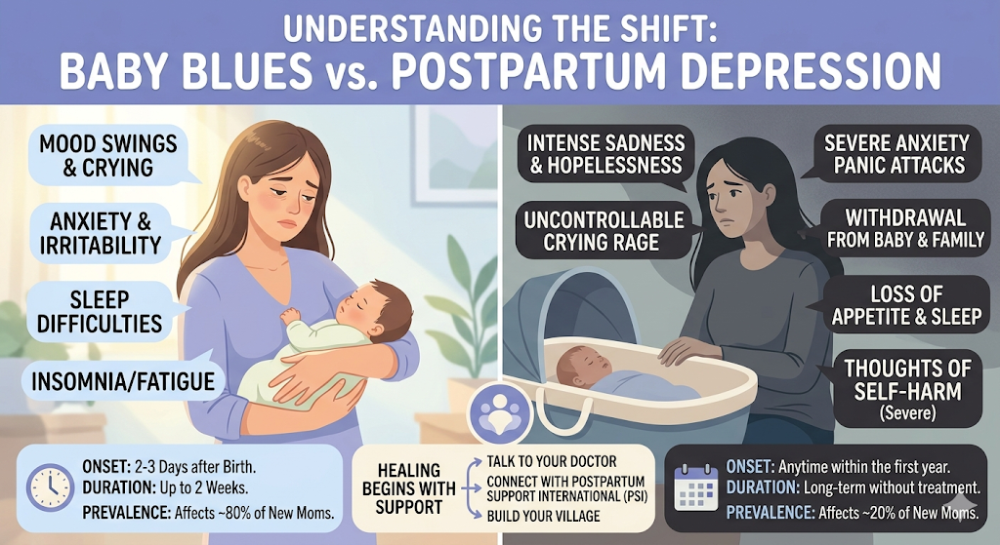 UNDERSTANDING THE SHIFT:
BABY BLUES vs. POSTPARTUM DEPRESSION
MOOD SWINGS
& CRYING
ANXIETY &
IRRITABILITY
SLEEP
DIFFICULTIES
INSOMNIA/FATIGUE
ONSET: 2-3 Days after Birth.
DURATION: Up to 2 Weeks.
PREVALENCE: Affects ~80% of New Moms.
HEALING
BEGINS WITH
SUPPORT
TALK TO YOUR DOCTOR
CONNECT WITH POSTPARTUM
SUPPORT INTERNATIONAL (PSI)
BUILD YOUR VILLAGE
INTENSE SADNESS
& HOPELESSNESS
UNCONTROLLABLE
CRYING RAGE
SEVERE ANXIETY
PANIC ATTACKS
WITHDRAWAL
FROM BABY & FAMILY
LOSS OF
APPETITE & SLEEP
THOUGHTS OF
SELF-HARM
(Severe)
ONSET: Anytime within the first year.
DURATION: Long-term without treatment.
PREVALENCE: Affects ~20% of New Moms.